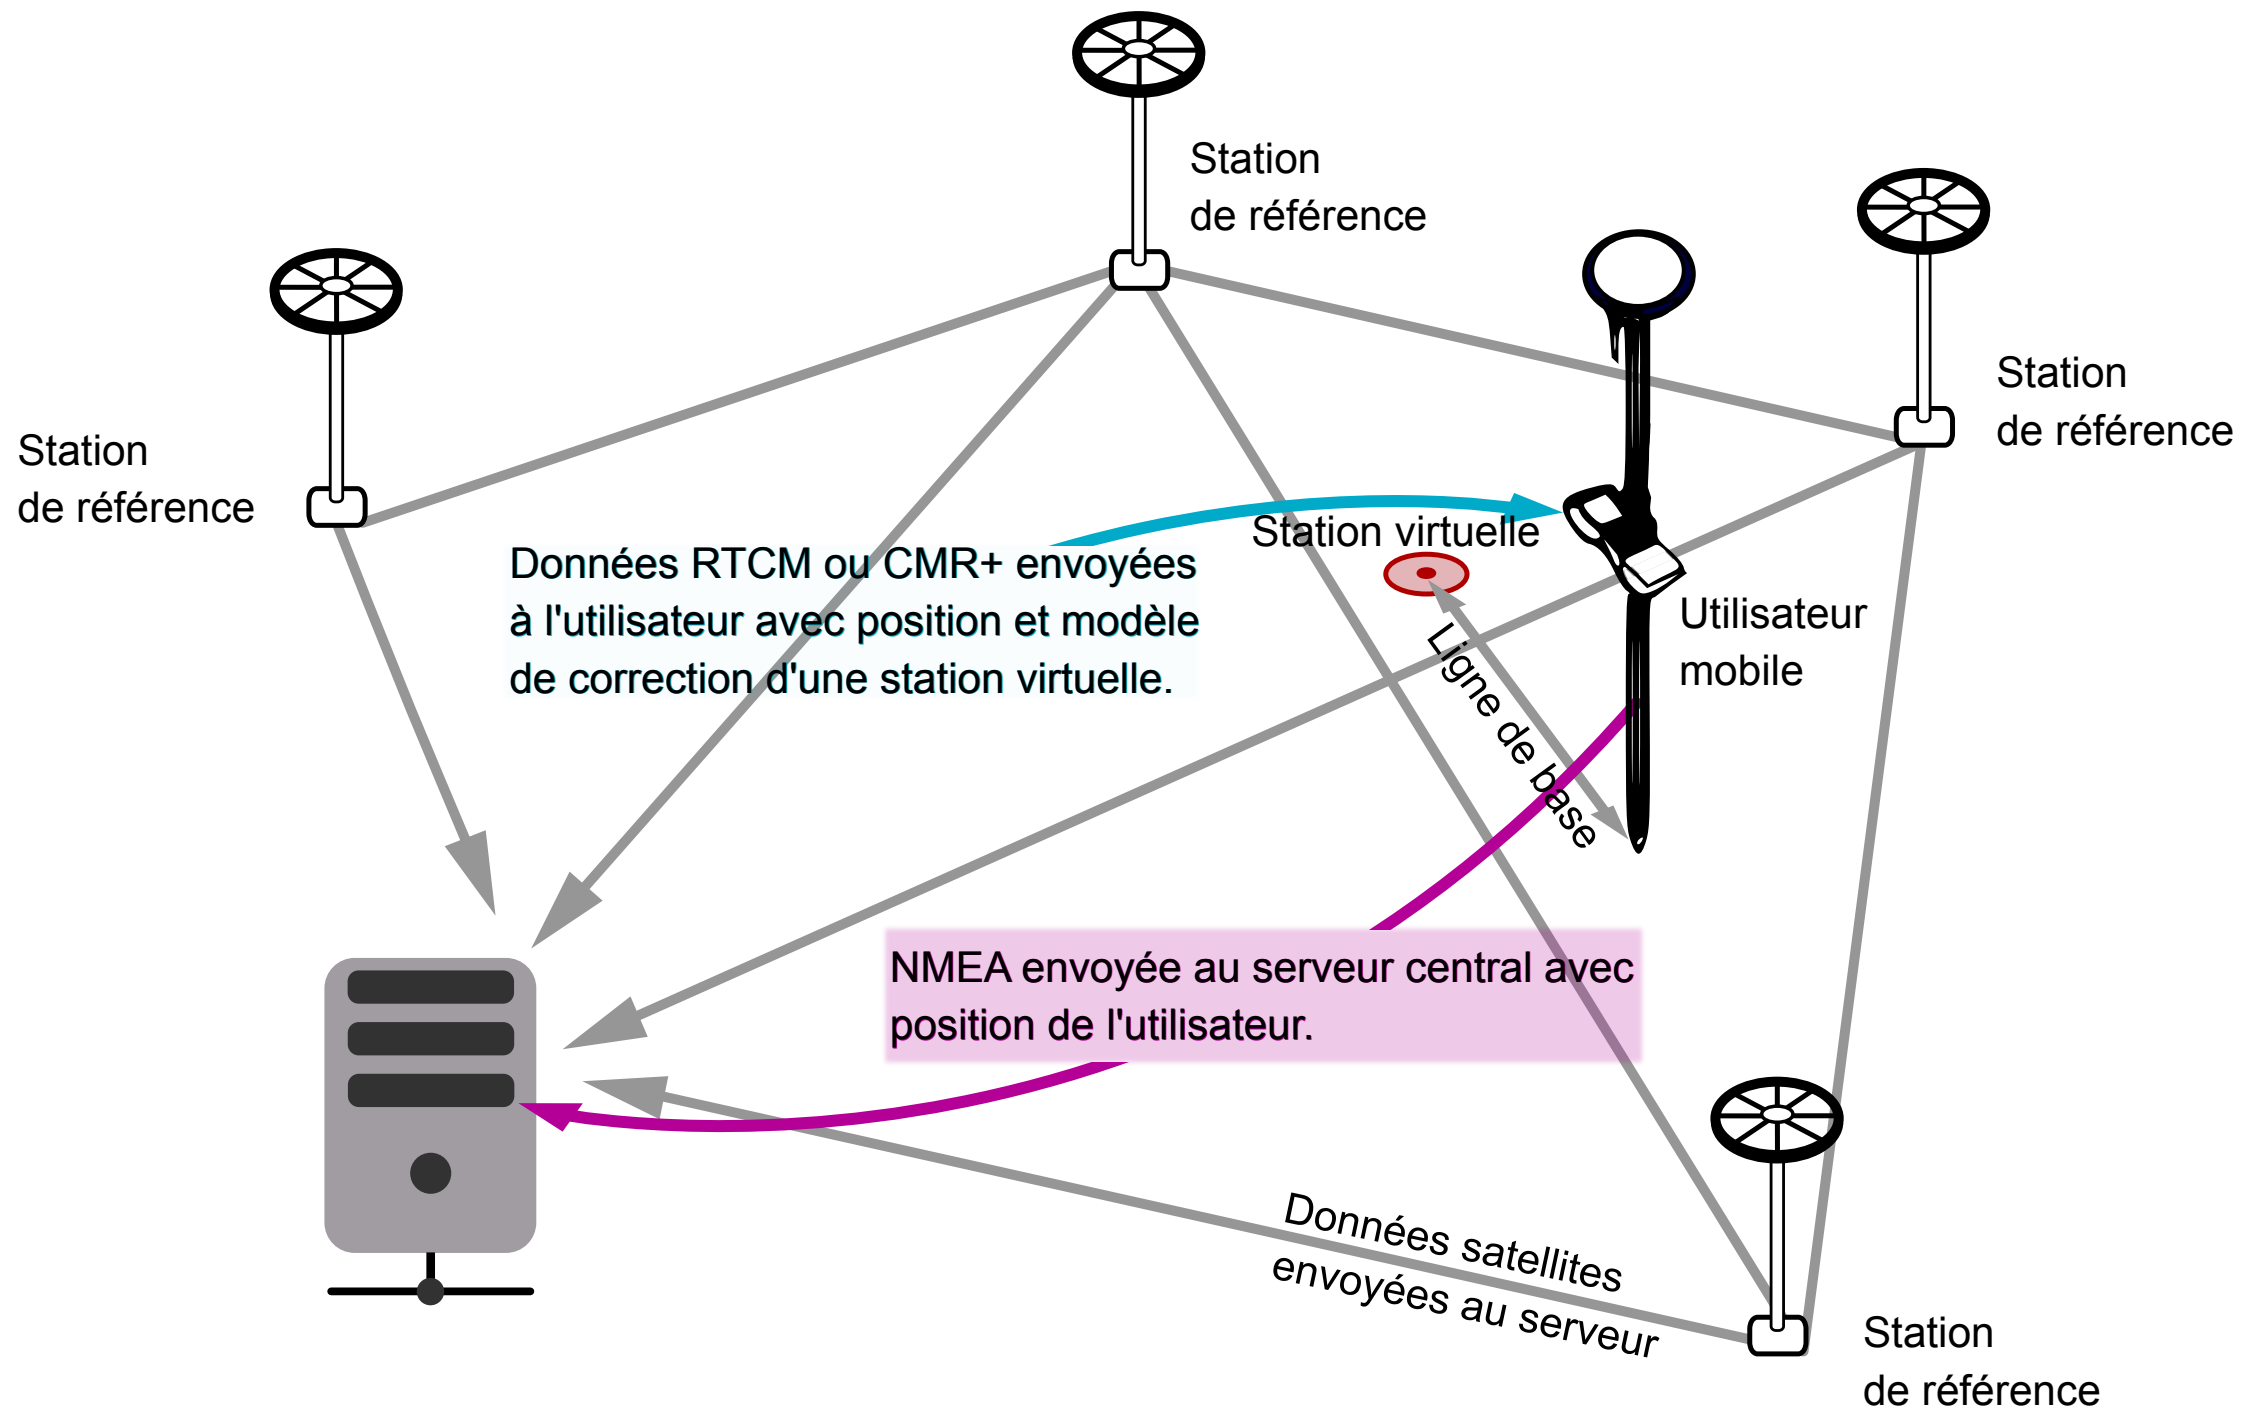 Station
de référence
Station
de référence
Station
de référence
Station virtuelle
Données RTCM ou CMR+ envoyées
à l'utilisateur avec position et modèle
de correction d'une station virtuelle.
Utilisateur
mobile
Ligne de base
NMEA envoyée au serveur central avec
position de l'utilisateur.
Données satellites
envoyées au serveur
Station
de référence